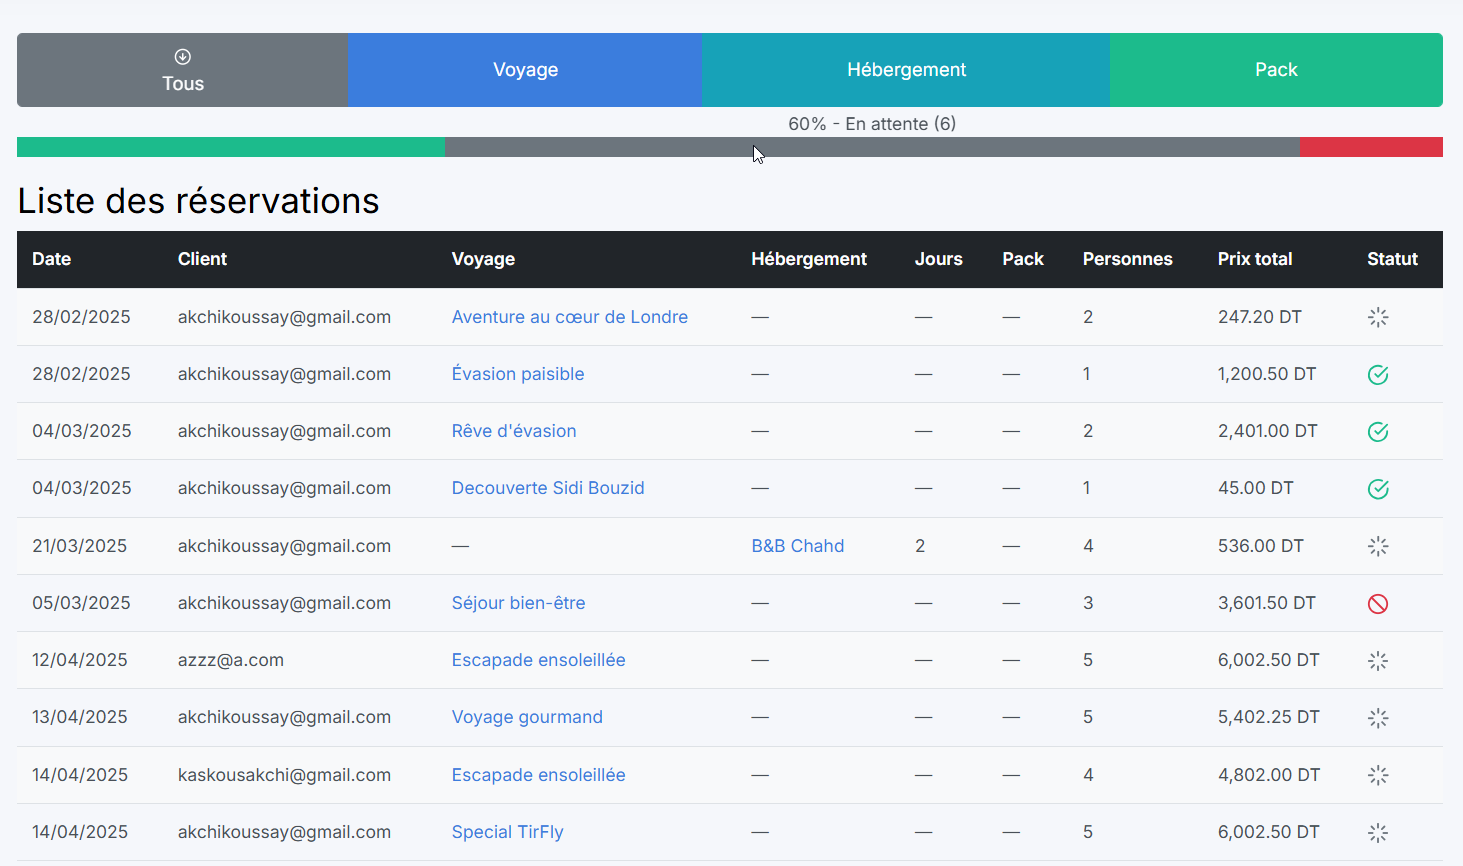 Tous
Voyage
Hébergement
Pack
60% - En attente (6)
Liste des réservations
Date Client Voyage Hébergement Jours Pack Personnes Prix total Statut
28/02/2025 akchikoussay@gmail.com Aventure au cœur de Londre — — — 2 247.20 DT
28/02/2025 akchikoussay@gmail.com Évasion paisible — — — 1 1,200.50 DT
04/03/2025 akchikoussay@gmail.com Rêve d'évasion — — — 2 2,401.00 DT
04/03/2025 akchikoussay@gmail.com Decouverte Sidi Bouzid — — — 1 45.00 DT
21/03/2025 akchikoussay@gmail.com — B&B Chahd 2 — 4 536.00 DT
05/03/2025 akchikoussay@gmail.com Séjour bien-être — — — 3 3,601.50 DT
12/04/2025 azzz@a.com Escapade ensoleillée — — — 5 6,002.50 DT
13/04/2025 akchikoussay@gmail.com Voyage gourmand — — — 5 5,402.25 DT
14/04/2025 kaskousakchi@gmail.com Escapade ensoleillée — — — 4 4,802.00 DT
14/04/2025 akchikoussay@gmail.com Special TirFly — — — 5 6,002.50 DT